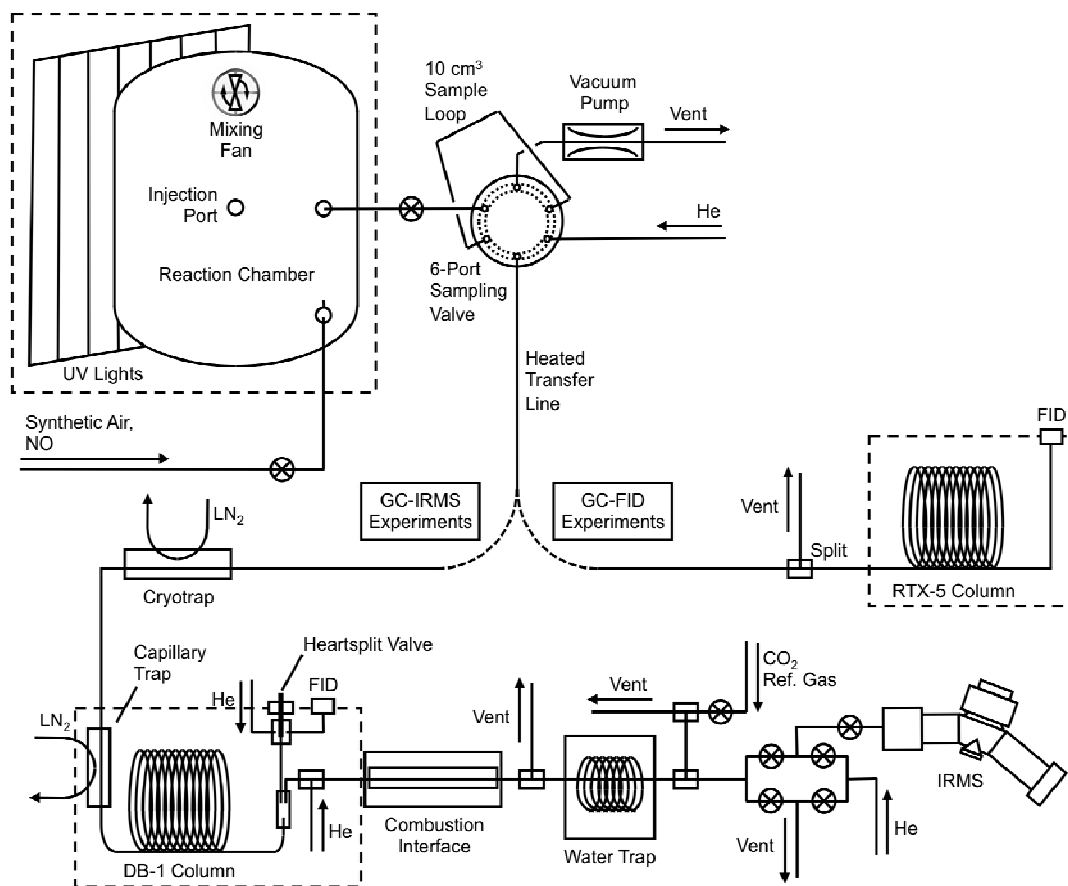 10 cm³
Sample
Loop
Vacuum
Pump
Vent
Mixing
Fan
Injection
Port
He
Reaction Chamber
6-Port
Sampling
Valve
UV Lights
Heated
Transfer
Line
Synthetic Air,
NO
FID
GC-IRMS
Experiments
GC-FID
Experiments
LN₂
Vent
Split
Cryotrap
RTX-5 Column
Capillary
Trap
Heartsplit Valve
He
FID
CO₂
Ref. Gas
Vent
LN₂
Vent
IRMS
He
Combustion
Interface
Water Trap
Vent
He
DB-1 Column